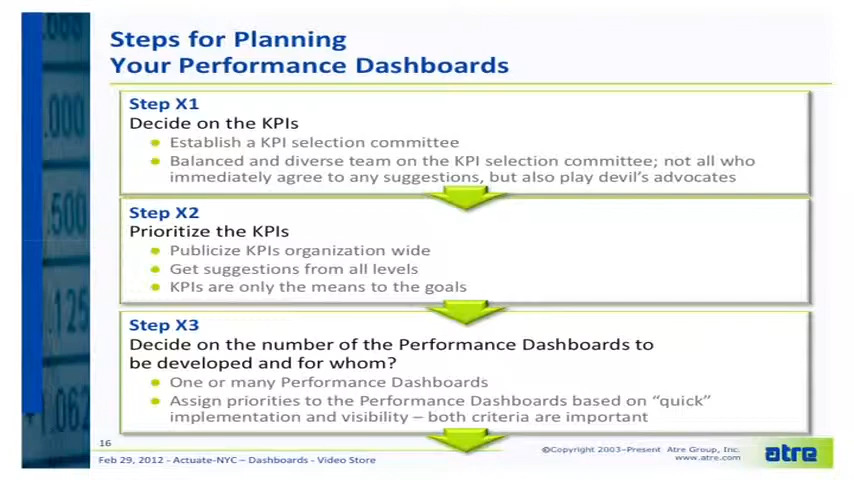 Steps for Planning
Your Performance Dashboards
Step X1
Decide on the KPIs
Establish a KPI selection committee
Balanced and diverse team on the KPI selection committee; not all who
immediately agree to any suggestions, but also play devil's advocates
Step X2
Prioritize the KPIs
Publicize KPIs organization wide
Get suggestions from all levels
KPIs are only the means to the goals
Step X3
Decide on the number of the Performance Dashboards to
be developed and for whom?
One or many Performance Dashboards
Assign priorities to the Performance Dashboards based on “quick”
implementation and visibility – both criteria are important
16
Feb 29, 2012 - Actuate-NYC – Dashboards - Video Store
©Copyright 2003–Present Atre Group, Inc.
www.atre.com
atre
.000
.500
.125
1.062